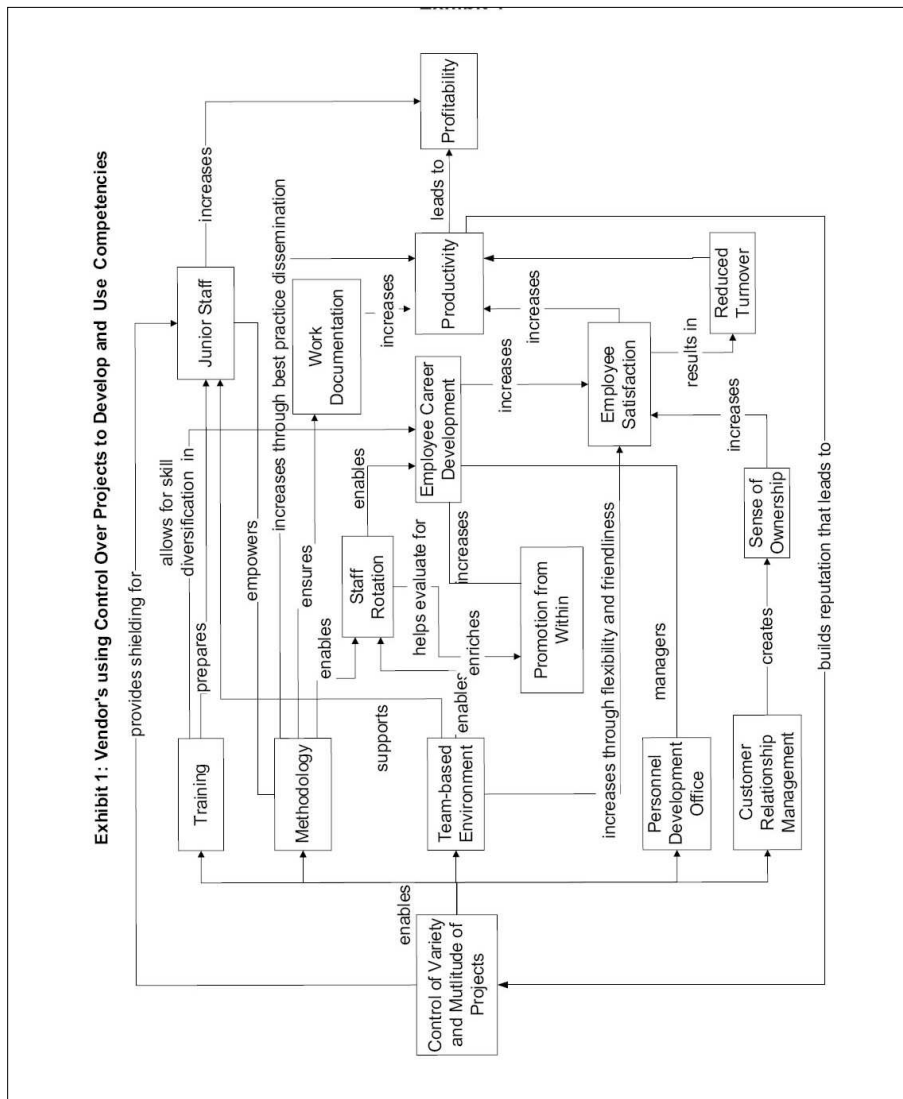 Exhibit 1: Vendor's using Control Over Projects to Develop and Use Competencies
provides shielding for
allows for skill
diversification in
prepares
increases
Training
empowers
Junior Staff
increases through best practice dissemination
ensures
enables
Methodology
Work
Documentation
increases
Profitability
leads to
supports
Staff
Rotation
enables
helps evaluate for
enables
enriches
Team-based
Environment
enables
Control of Variety
and Mutlitude of
Projects
Employee Career
Development
increases
Productivity
Promotion from
Within
increases
increases
increases through flexibility and friendliness
Employee
Satisfaction
results in
Reduced
Turnover
Personnel
Development
Office
managers
increases
Customer
Relationship
Management
creates
Sense of
Ownership
builds reputation that leads to